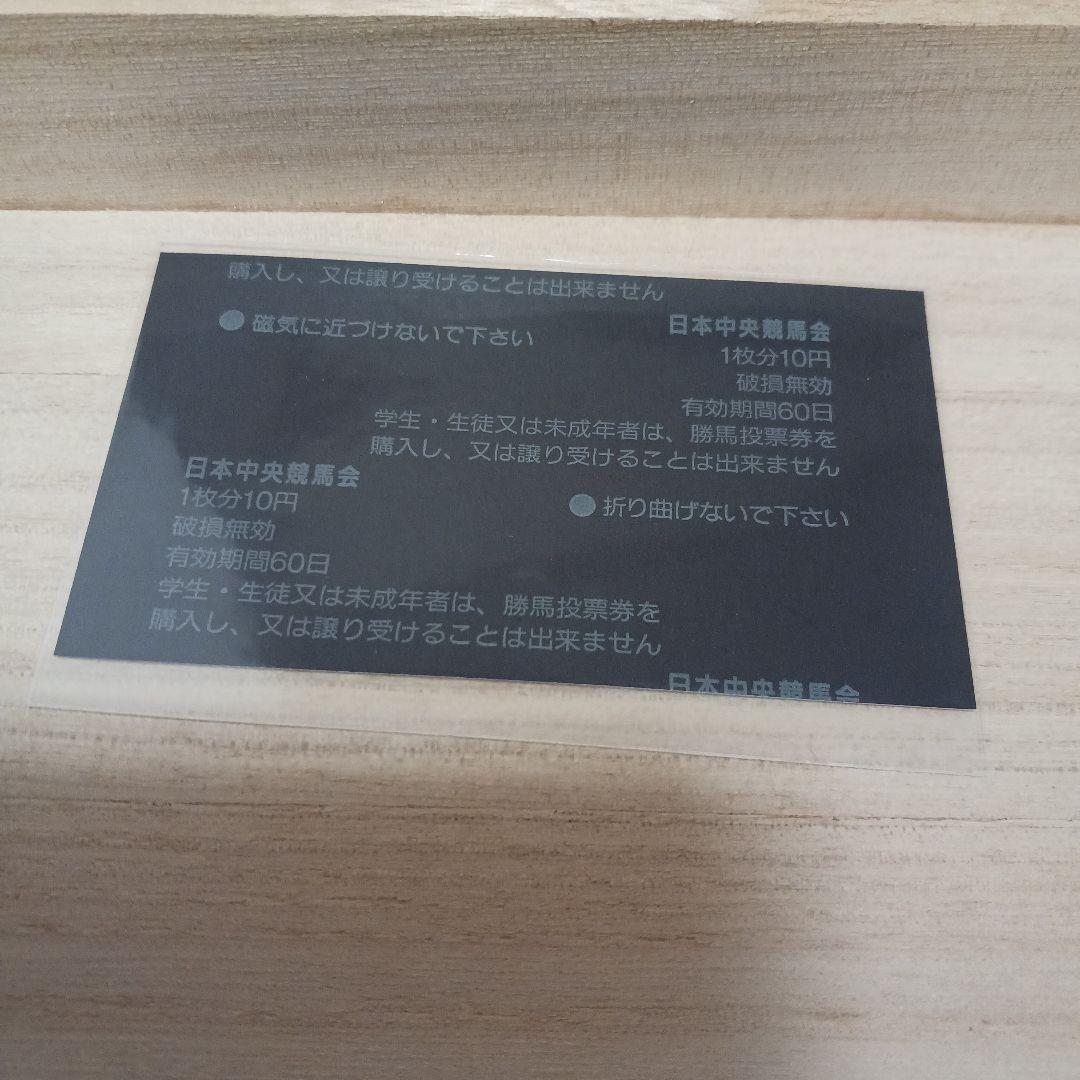 購入し、又は譲り受けることは出来ません
●磁気に近づけないで下さい
日本中央競馬会
1枚分10円
破損無効
有効期間60日
学生・生徒又は未成年者は、勝馬投票券を
購入し、又は譲り受けることは出来ません
日本中央競馬会
1枚分10円
破損無効
有効期間60日
学生・生徒又は未成年者は、勝馬投票券を
購入し、又は譲り受けることは出来ません
●折り曲げないで下さい
日本中央競馬会